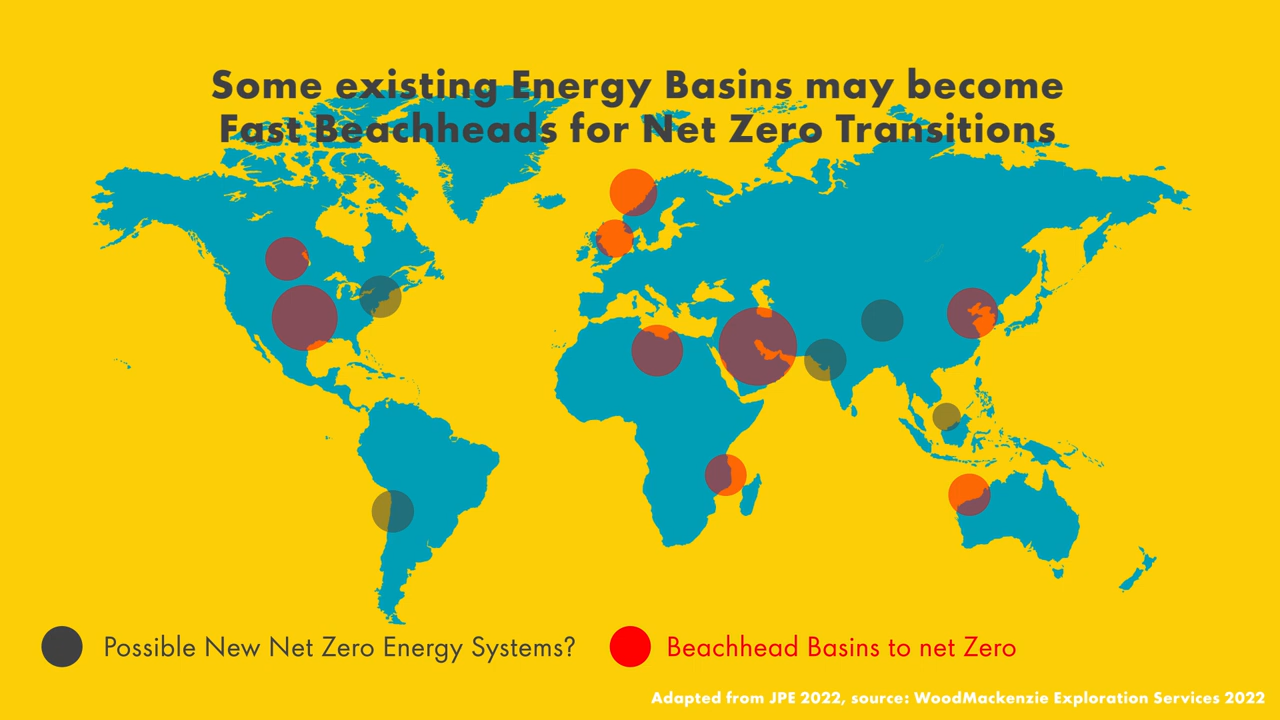 Some existing Energy Basins may become
Fast Beachheads for Net Zero Transitions
Possible New Net Zero Energy Systems?
Beachhead Basins to net Zero
Adapted from JPE 2022, source: WoodMackenzie Exploration Services 2022